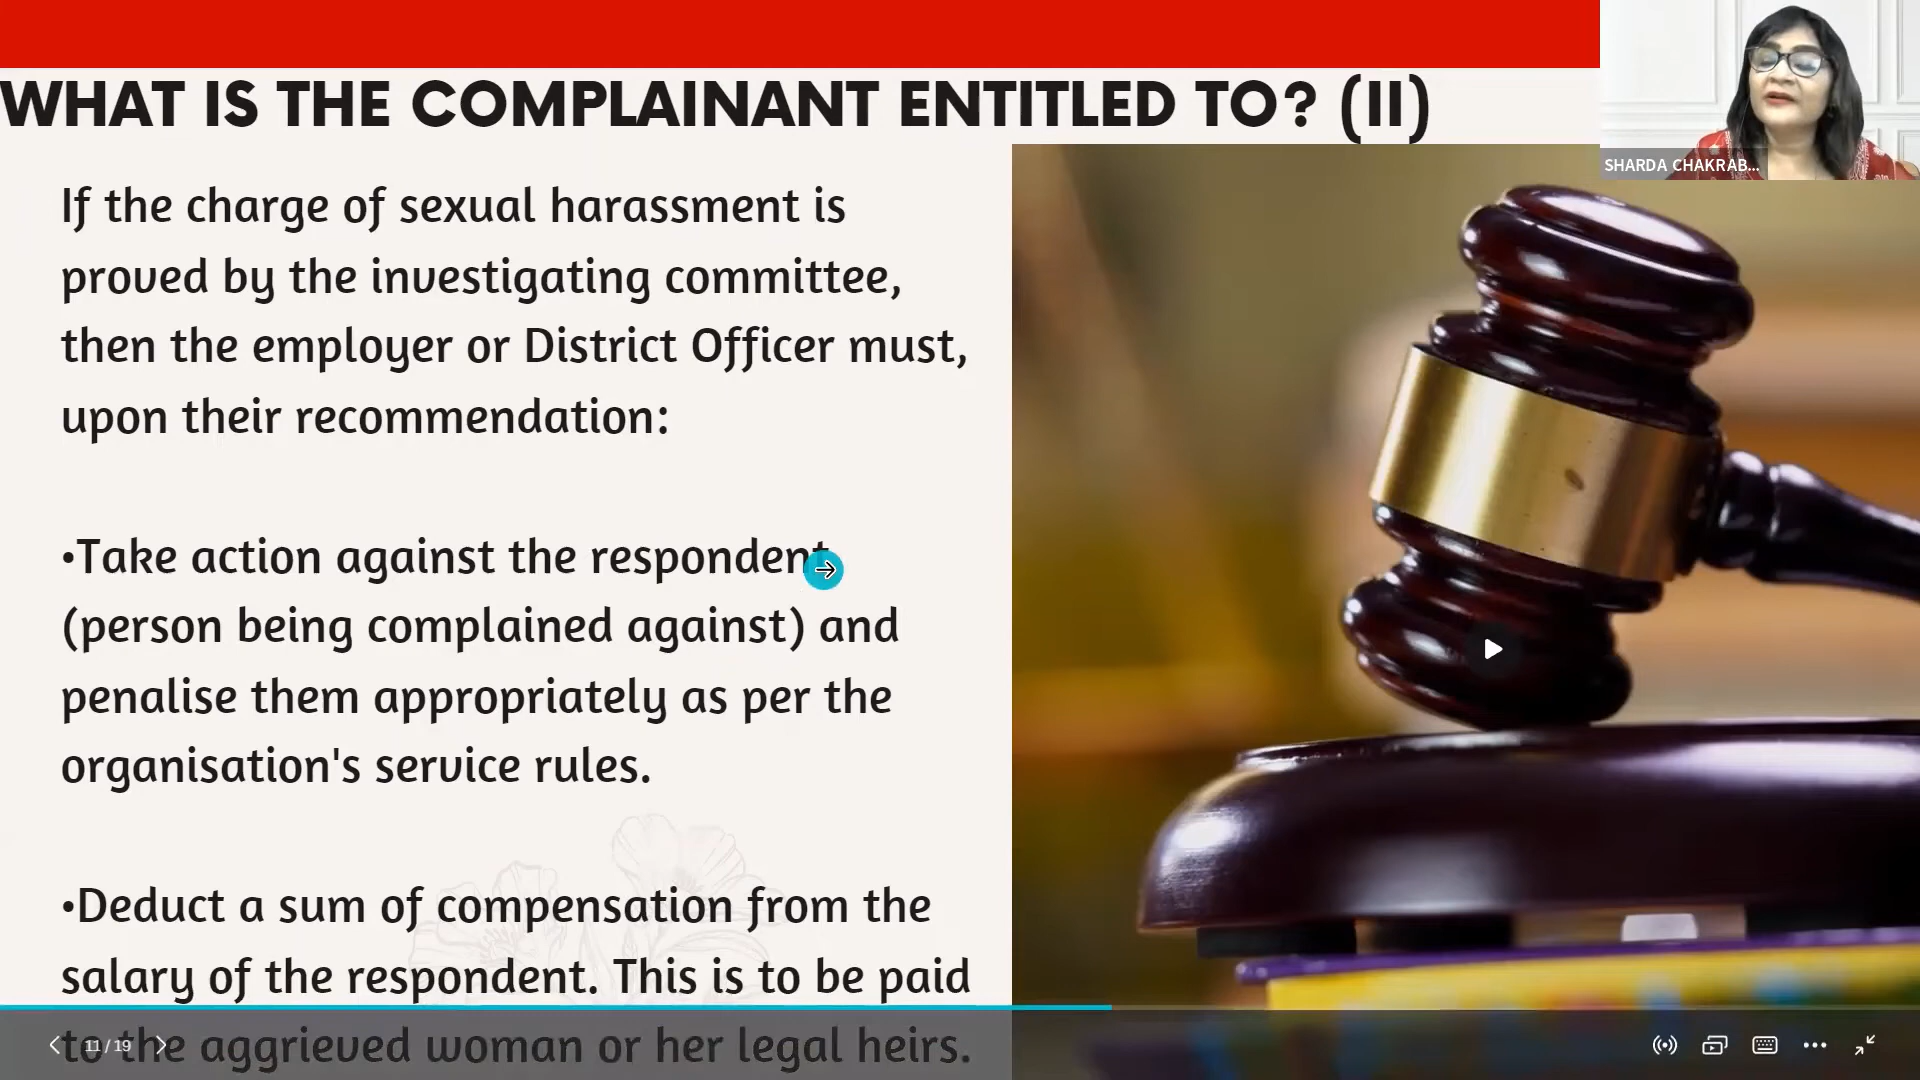 WHAT IS THE COMPLAINANT ENTITLED TO? (II)
SHARDA CHAKRAB...
If the charge of sexual harassment is
proved by the investigating committee,
then the employer or District Officer must,
upon their recommendation:
•Take action against the respondent
(person being complained against) and
penalise them appropriately as per the
organisation's service rules.
•Deduct a sum of compensation from the
salary of the respondent. This is to be paid
to the aggrieved woman or her legal heirs.
11 / 19